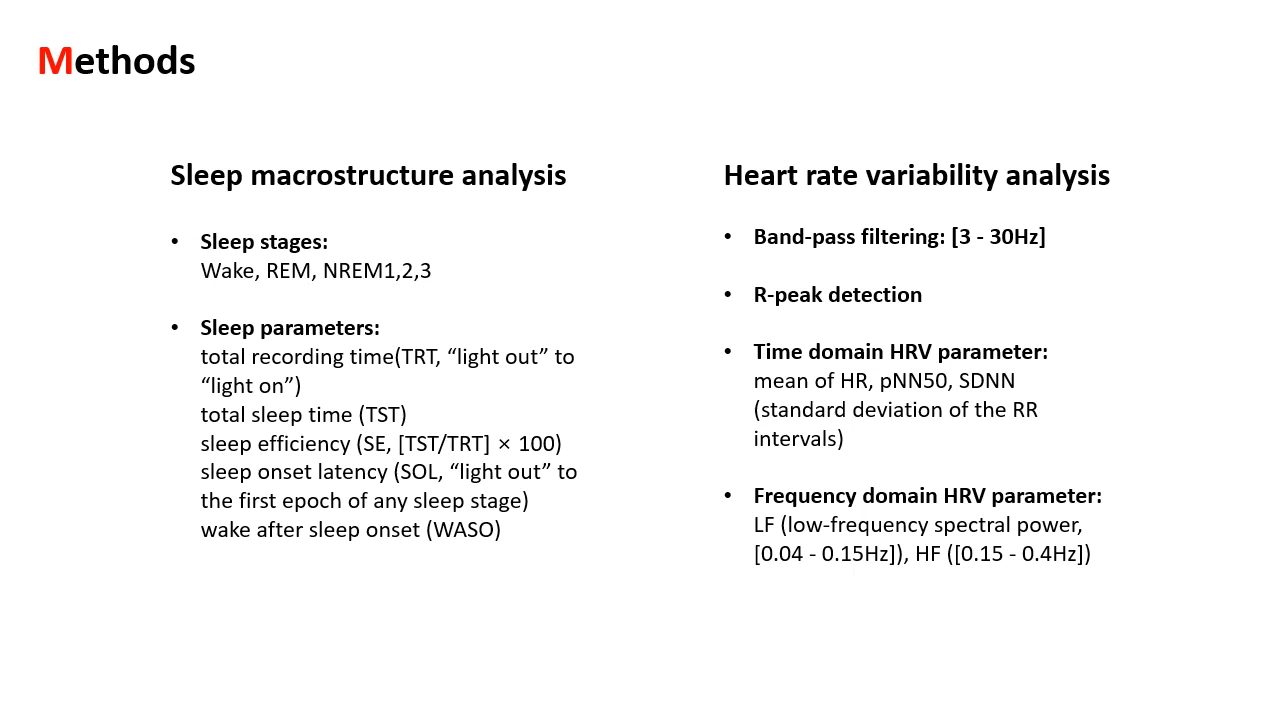 Methods
Sleep macrostructure analysis
• Sleep stages:
Wake, REM, NREM1,2,3
• Sleep parameters:
total recording time(TRT, “light out” to
“light on”)
total sleep time (TST)
sleep efficiency (SE, [TST/TRT] × 100)
sleep onset latency (SOL, “light out” to
the first epoch of any sleep stage)
wake after sleep onset (WASO)
Heart rate variability analysis
• Band-pass filtering: [3 - 30Hz]
• R-peak detection
• Time domain HRV parameter:
mean of HR, pNN50, SDNN
(standard deviation of the RR
intervals)
• Frequency domain HRV parameter:
LF (low-frequency spectral power,
[0.04 - 0.15Hz]), HF ([0.15 - 0.4Hz])